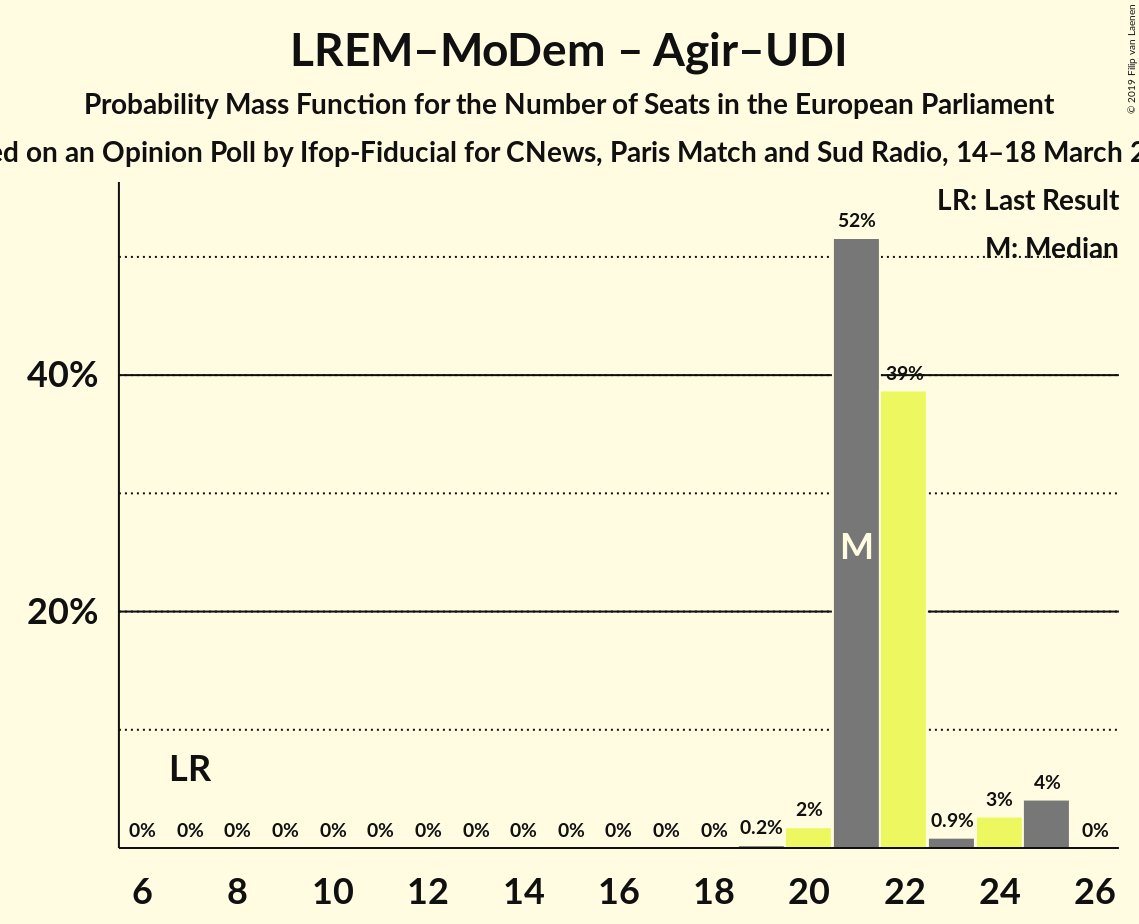 LREM–MoDem – Agir–UDI
Probability Mass Function for the Number of Seats in the European Parliament
ed on an Opinion Poll by Ifop-Fiducial for CNews, Paris Match and Sud Radio, 14–18 March 2
© 2019 Filip van Laenen
LR: Last Result
M: Median
52%
39%
40%
20%
M
LR
0% 0% 0% 0% 0% 0% 0% 0% 0% 0% 0% 0% 0% 0.2% 2% 0.9% 3% 4% 0%
6 8 10 12 14 16 18 20 22 24 26